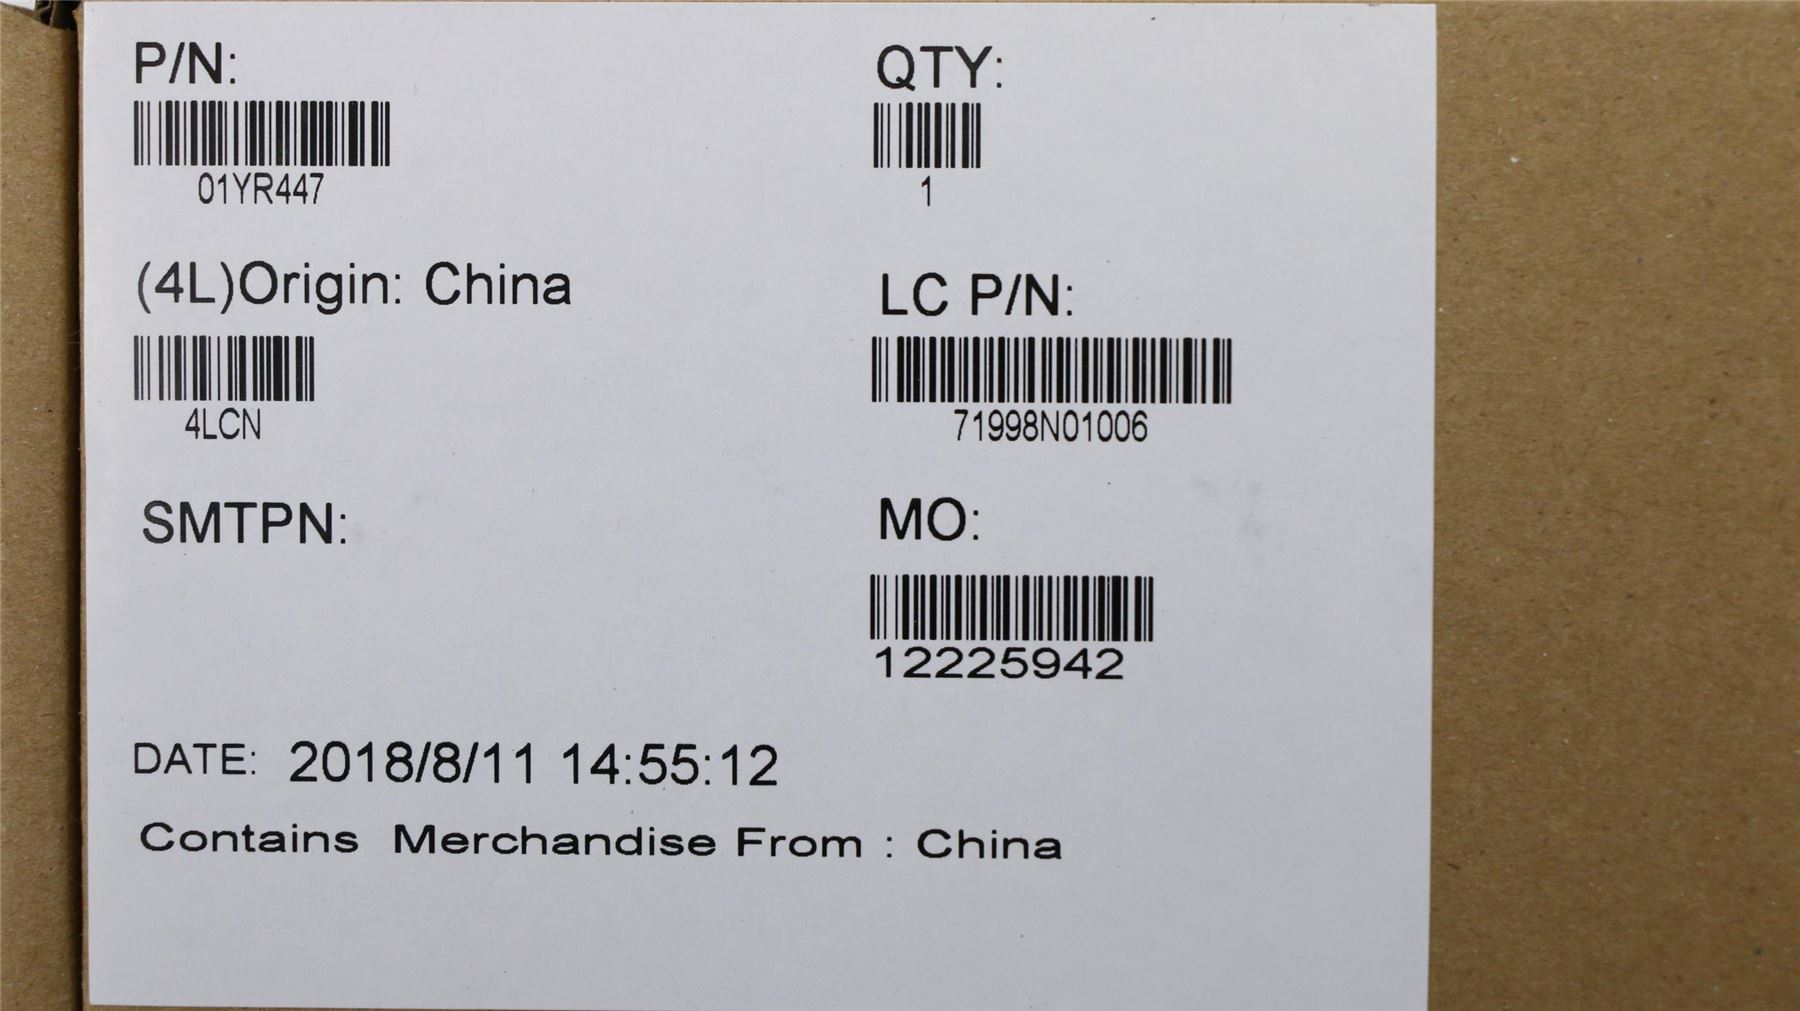 P/N:
QTY:
01YR447
1
(4L)Origin: China
LC P/N:
4LCN
71998N01006
SMTPN:
MO:
12225942
DATE: 2018/8/11 14:55:12
Contains Merchandise From : China